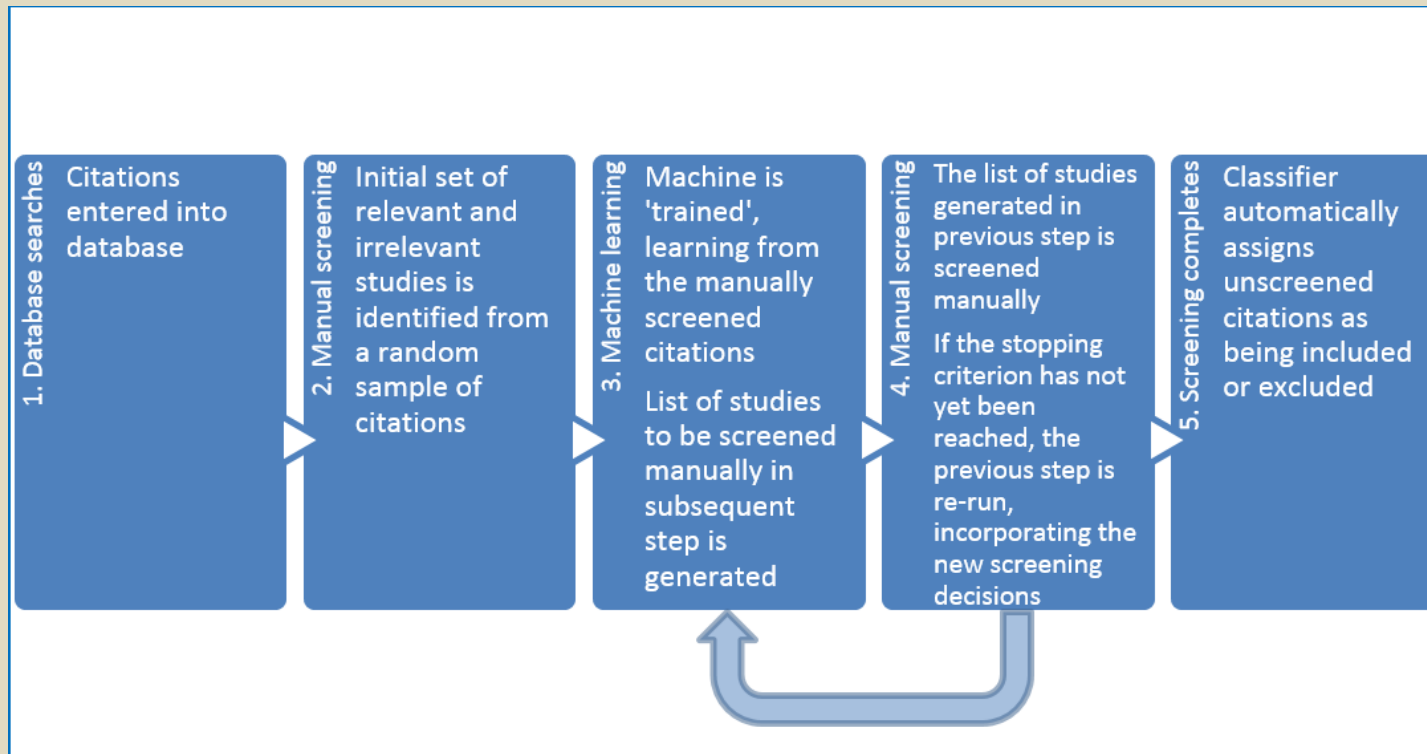 1. Database searches
Citations
entered into
database
2. Manual screening
Initial set of
relevant and
irrelevant
studies is
identified from
a random
sample of
citations
3. Machine learning
Machine is
'trained',
learning from
the manually
screened
citations
List of studies
to be screened
manually in
subsequent
step is
generated
4. Manual screening
The list of studies
generated in
previous step is
screened
manually
If the stopping
criterion has not
yet been
reached, the
previous step is
re-run,
incorporating the
new screening
decisions
5. Screening completes
Classifier
automatically
assigns
unscreened
citations as
being included
or excluded